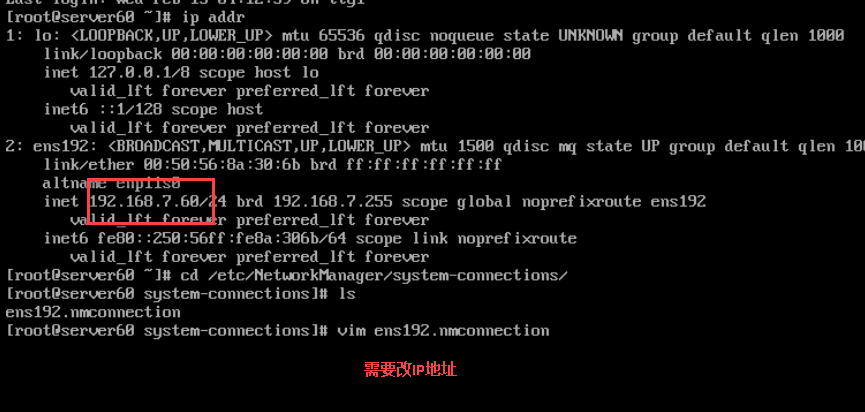 Last login: Wed Feb 15 04:12:59 on tty1
[root@server60 ~]# ip addr
1: lo: <LOOPBACK,UP,LOWER_UP> mtu 65536 qdisc noqueue state UNKNOWN group default qlen 1000
link/loopback 00:00:00:00:00:00 brd 00:00:00:00:00:00
inet 127.0.0.1/8 scope host lo
valid_lft forever preferred_lft forever
inet6 ::1/128 scope host
valid_lft forever preferred_lft forever
2: ens192: <BROADCAST,MULTICAST,UP,LOWER_UP> mtu 1500 qdisc mq state UP group default qlen 100
link/ether 00:50:56:8a:30:6b brd ff:ff:ff:ff:ff:ff
altname enp11s0
inet 192.168.7.60/24 brd 192.168.7.255 scope global noprefixroute ens192
valid_lft forever preferred_lft forever
inet6 fe80::250:56ff:fe8a:306b/64 scope link noprefixroute
valid_lft forever preferred_lft forever
[root@server60 ~]# cd /etc/NetworkManager/system-connections/
[root@server60 system-connections]# ls
ens192.nmconnection
[root@server60 system-connections]# vim ens192.nmconnection
需要改IP地址